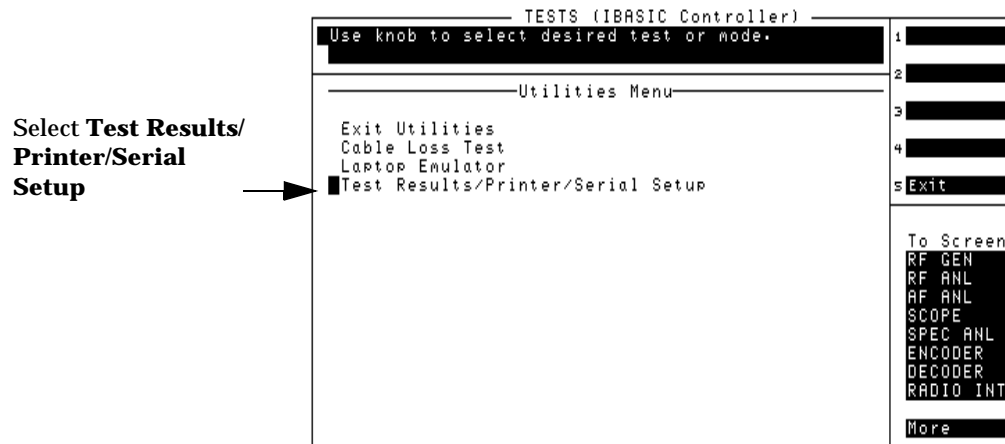 TESTS (IBASIC Controller)
Use knob to select desired test or mode.
Utilities Menu
Exit Utilities
Cable Loss Test
Laptop Emulator
Test Results/Printer/Serial Setup
Select Test Results/
Printer/Serial
Setup
1
2
3
4
5 Exit
To Screen
RF GEN
RF ANL
AF ANL
SCOPE
SPEC ANL
ENCODER
DECODER
RADIO INT
More